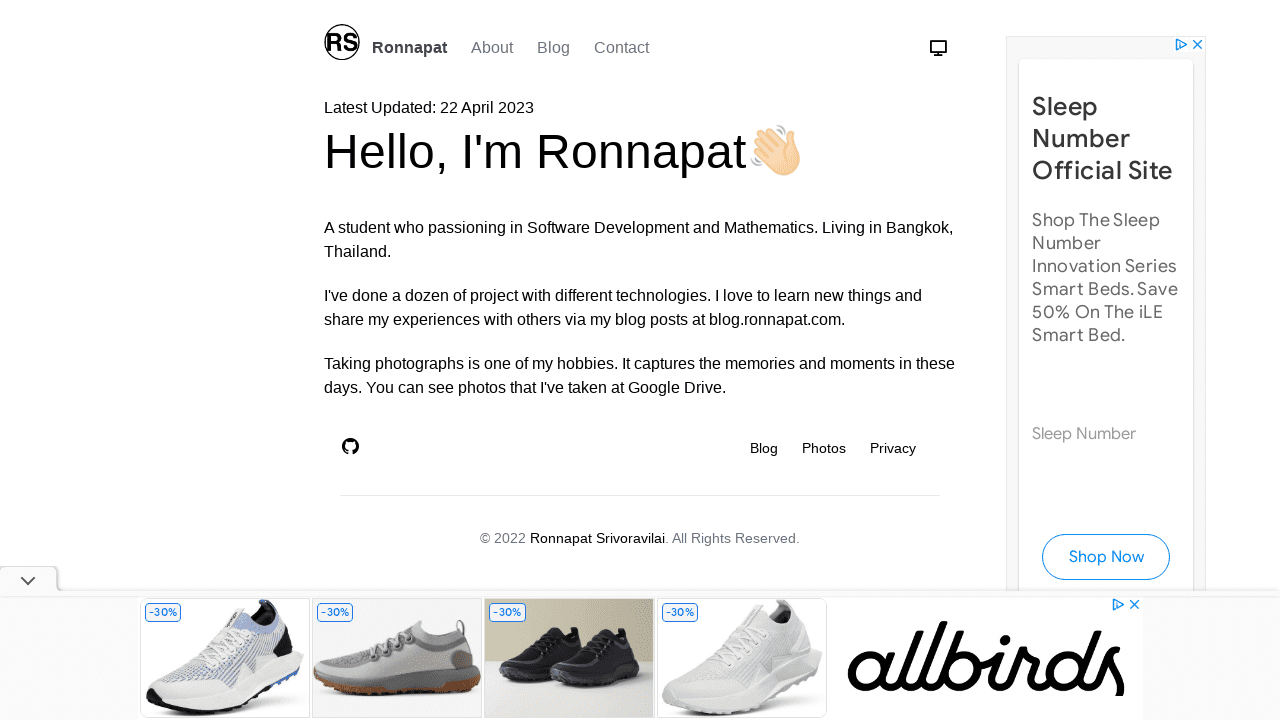 RS
Ronnapat About Blog Contact
Latest Updated: 22 April 2023
Hello, I'm Ronnapat👋🏻
A student who passioning in Software Development and Mathematics. Living in Bangkok,
Thailand.
I've done a dozen of project with different technologies. I love to learn new things and
share my experiences with others via my blog posts at blog.ronnapat.com.
Taking photographs is one of my hobbies. It captures the memories and moments in these
days. You can see photos that I've taken at Google Drive.
Blog Photos Privacy
© 2022 Ronnapat Srivoravilai. All Rights Reserved.
Sleep
Number
Official Site
Shop The Sleep
Number
Innovation Series
Smart Beds. Save
50% On The iLE
Smart Bed.
Sleep Number
Shop Now
-30% -30% -30% -30%
allbirds